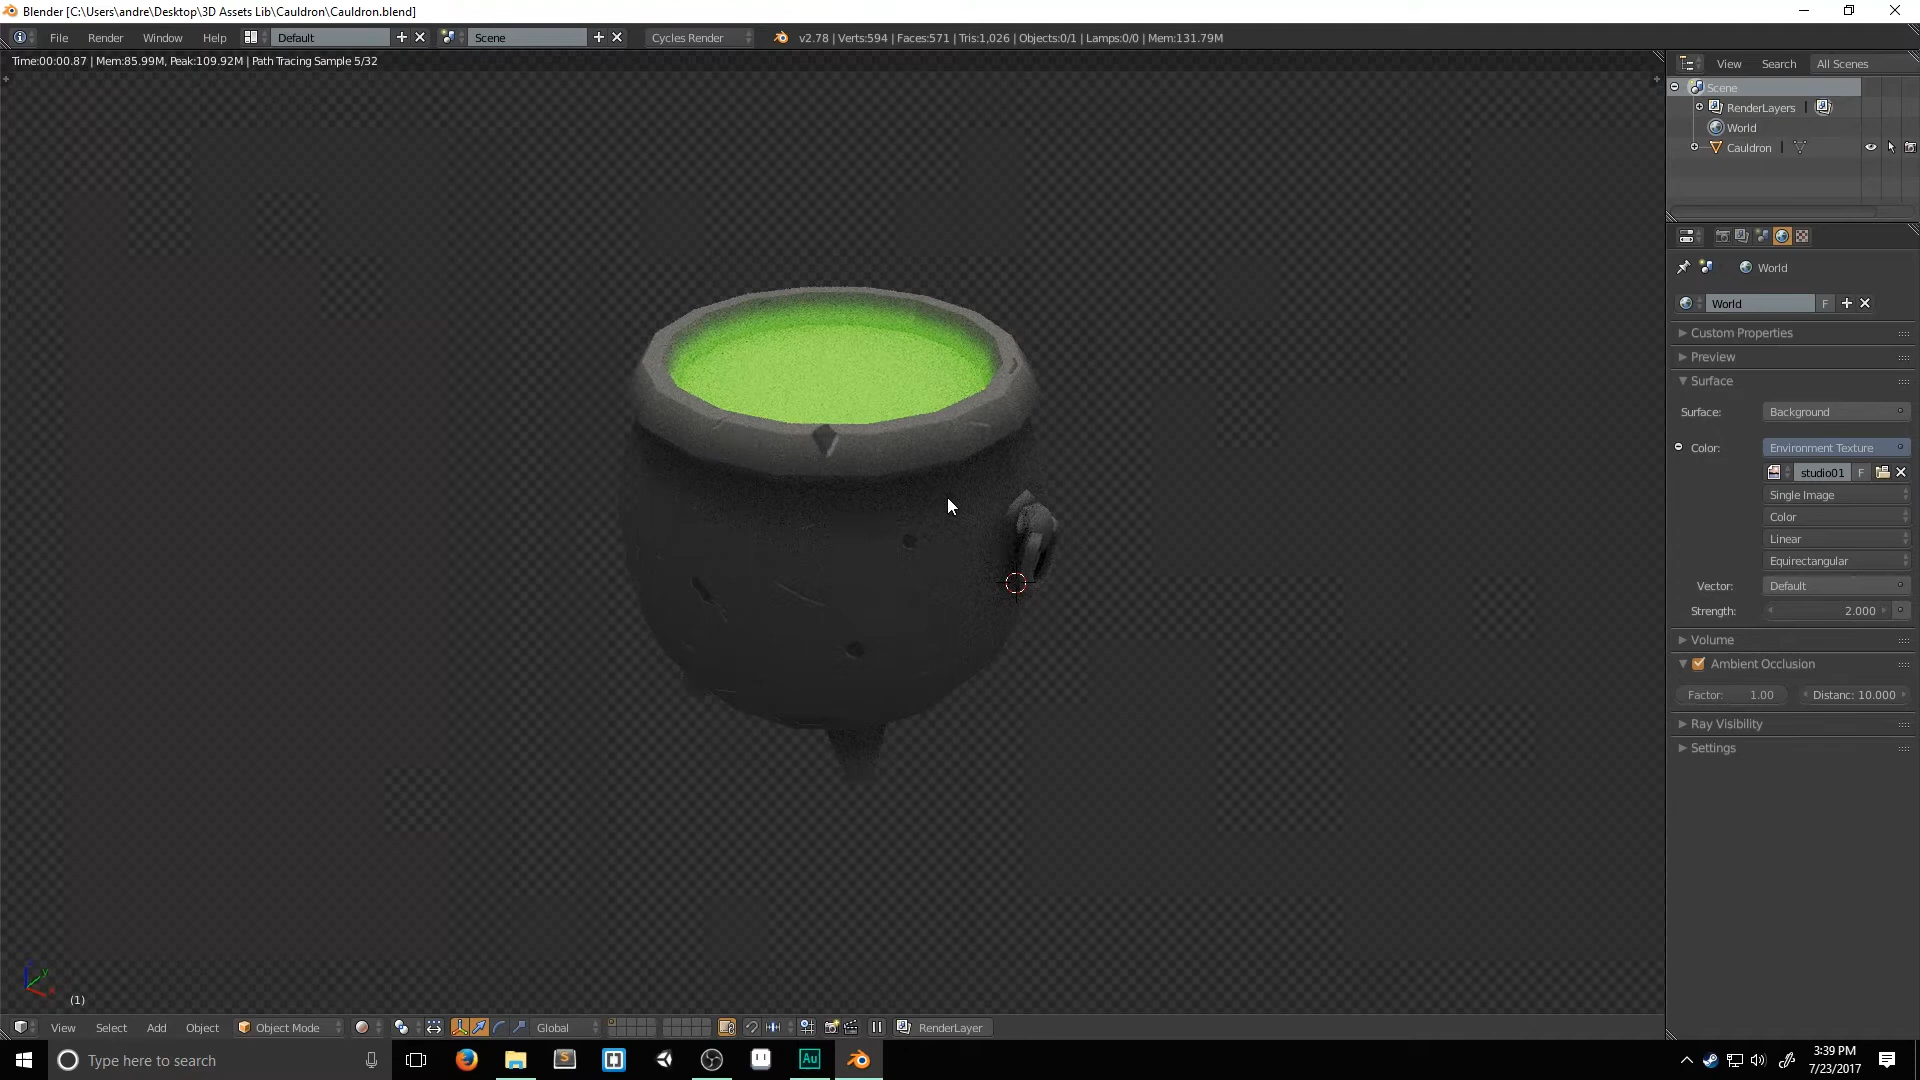 Blender [C:\Users\andre\Desktop\3D Assets Lib\Cauldron\Cauldron.blend]
File Render Window Help Default Scene Cycles Render v2.78 | Verts:594 | Faces:571 | Tris:1,026 | Objects:0/1 | Lamps:0/0 | Mem:131.79M
Time:00:00.87 | Mem:85.99M, Peak:109.92M | Path Tracing Sample 5/32
View Search All Scenes
Scene
RenderLayers
World
Cauldron
World
World F
Custom Properties
Preview
Surface
Surface: Background
Color: Environment Texture
studio01 F
Single Image
Color
Linear
Equirectangular
Vector: Default
Strength: 2.000
Volume
Ambient Occlusion
Factor: 1.00 Distanc: 10.000
Ray Visibility
Settings
y
(1)
View Select Add Object Object Mode Global RenderLayer
Type here to search
S
Au
3:39 PM
7/23/2017